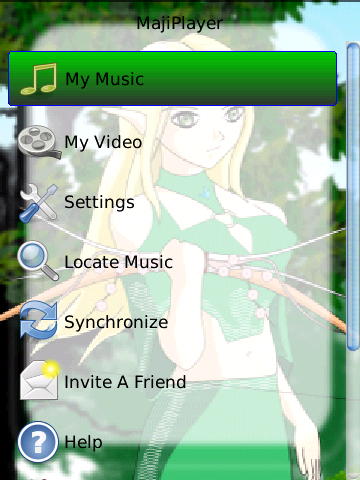 MajiPlayer
My Music
My Video
Settings
Locate Music
Synchronize
Invite A Friend
Help